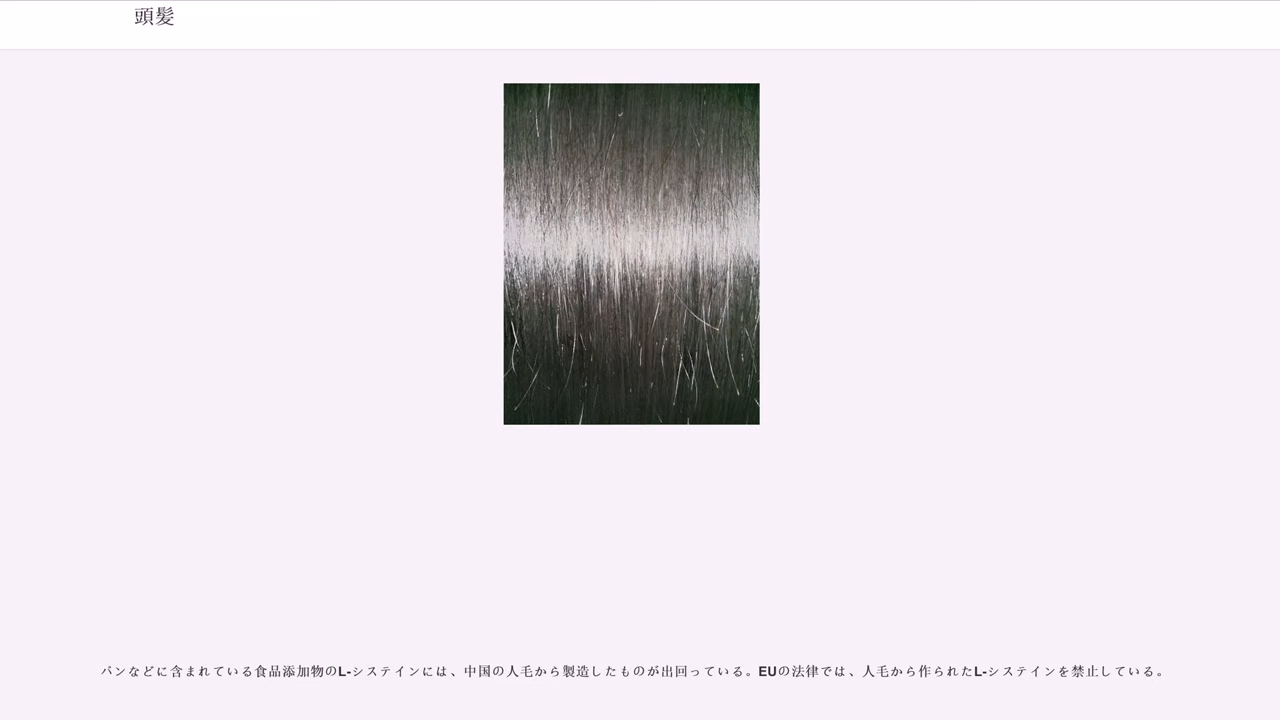 頭髪
パンなどに含まれている食品添加物のL-システインには、中国の人毛から製造したものが出回っている。EUの法律では、人毛から作られたL-システインを禁止している。